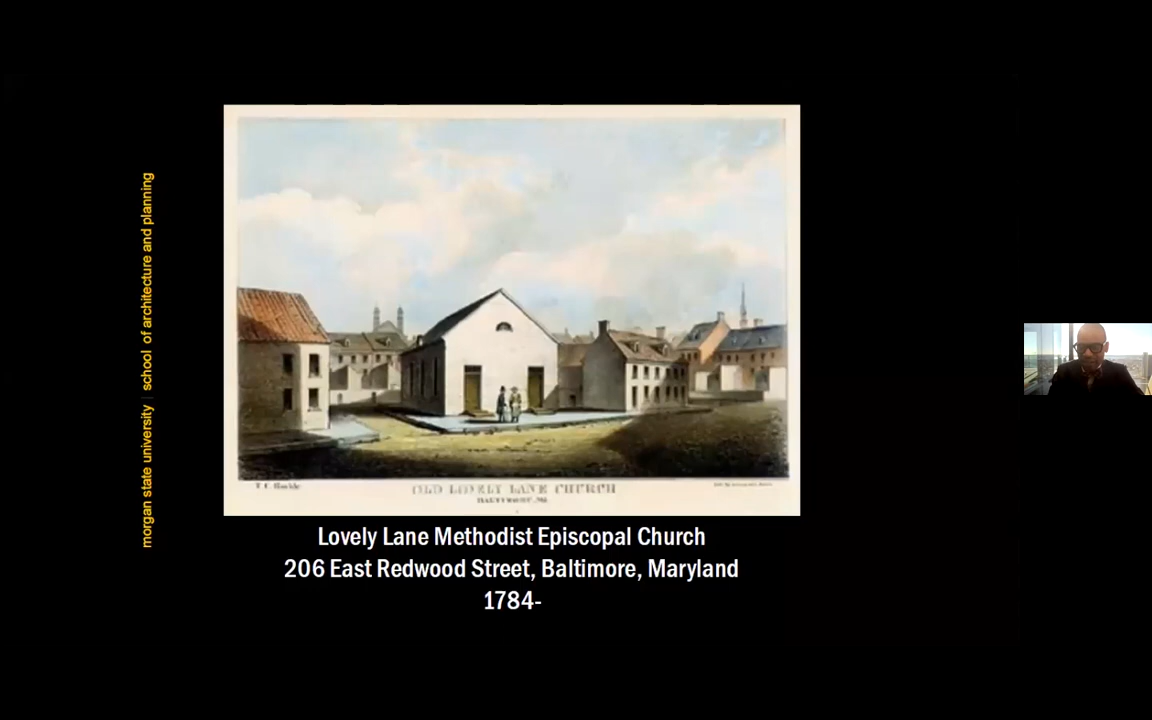 morgan state university | school of architecture and planning
OLD LOVELY LANE CHURCH
Lovely Lane Methodist Episcopal Church
206 East Redwood Street, Baltimore, Maryland
1784-